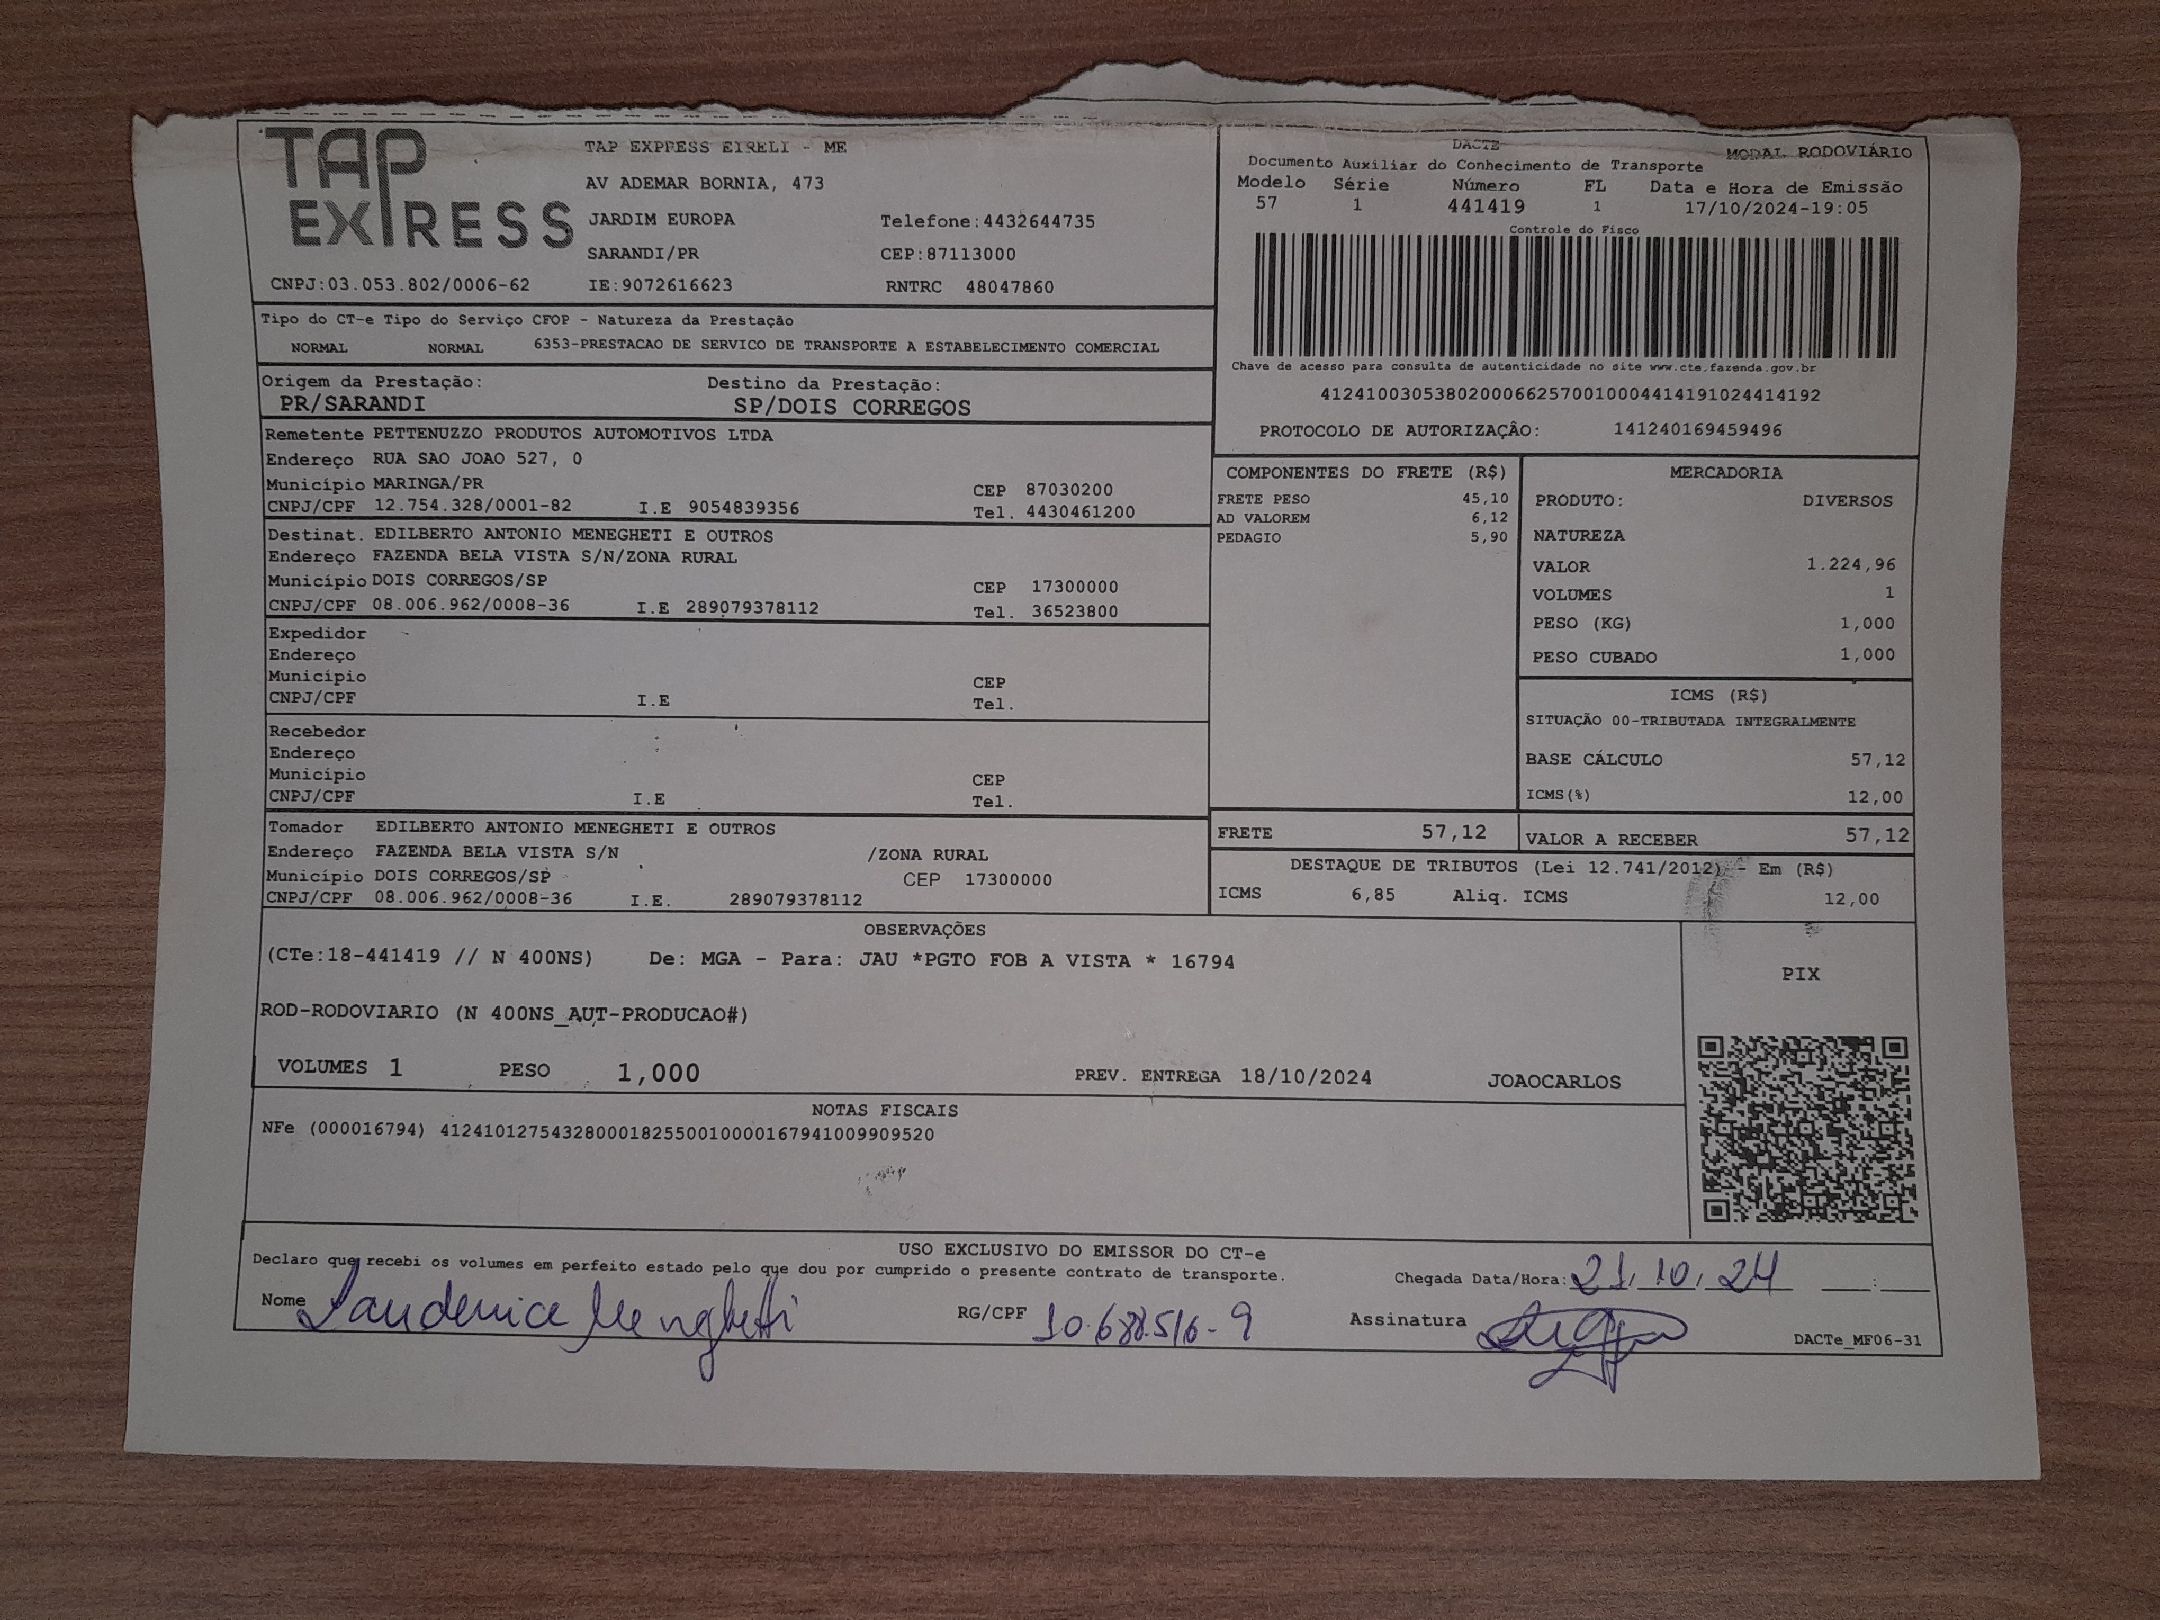 TAP EXPRESS
TAP EXPRESS EIRELI - ME
AV ADEMAR BORNIA, 473
JARDIM EUROPA Telefone:4432644735
SARANDI/PR CEP:87113000
CNPJ:03.053.802/0006-62 IE:9072616623 RNTRC 48047860
DACTE MODAL RODOVIÁRIO
Documento Auxiliar do Conhecimento de Transporte
Modelo Série Número FL Data e Hora de Emissão
57 1 441419 1 17/10/2024-19:05
Controle do Fisco
Chave de acesso para consulta de autenticidade no site www.cte.fazenda.gov.br
41241003053802000662570010004414191024414192
PROTOCOLO DE AUTORIZAÇÂO: 141240169459496
Tipo do CT-e Tipo do Serviço CFOP - Natureza da Prestação
NORMAL NORMAL 6353-PRESTACAO DE SERVICO DE TRANSPORTE A ESTABELECIMENTO COMERCIAL
Origem da Prestação: Destino da Prestação:
PR/SARANDI SP/DOIS CORREGOS
Remetente PETTENUZZO PRODUTOS AUTOMOTIVOS LTDA
Endereço RUA SAO JOAO 527, 0
Município MARINGA/PR CEP 87030200
CNPJ/CPF 12.754.328/0001-82 I.E 9054839356 Tel. 4430461200
Destinat. EDILBERTO ANTONIO MENEGHETI E OUTROS
Endereço FAZENDA BELA VISTA S/N/ZONA RURAL
Município DOIS CORREGOS/SP CEP 17300000
CNPJ/CPF 08.006.962/0008-36 I.E 289079378112 Tel. 36523800
Expedidor
Endereço
Município CEP
CNPJ/CPF I.E Tel.
Recebedor
Endereço
Município CEP
CNPJ/CPF I.E Tel.
Tomador EDILBERTO ANTONIO MENEGHETI E OUTROS
Endereço FAZENDA BELA VISTA S/N /ZONA RURAL
Município DOIS CORREGOS/SP CEP 17300000
CNPJ/CPF 08.006.962/0008-36 I.E. 289079378112
COMPONENTES DO FRETE (R$)
FRETE PESO 45,10
AD VALOREM 6,12
PEDAGIO 5,90
MERCADORIA
PRODUTO: DIVERSOS
NATUREZA
VALOR 1.224,96
VOLUMES 1
PESO (KG) 1,000
PESO CUBADO 1,000
ICMS (R$)
SITUAÇÃO 00-TRIBUTADA INTEGRALMENTE
BASE CÁLCULO 57,12
ICMS(%) 12,00
FRETE 57,12 VALOR A RECEBER 57,12
DESTAQUE DE TRIBUTOS (Lei 12.741/2012) - Em (R$)
ICMS 6,85 Aliq. ICMS 12,00
OBSERVAÇÕES
(CTe:18-441419 // N 400NS) De: MGA - Para: JAU *PGTO FOB A VISTA * 16794
ROD-RODOVIARIO (N 400NS_AUT-PRODUCAO#)
VOLUMES 1 PESO 1,000 PREV. ENTREGA 18/10/2024 JOAOCARLOS
PIX
NOTAS FISCAIS
NFe (000016794) 41241012754328000182550010000167941009909520
USO EXCLUSIVO DO EMISSOR DO CT-e
Declaro que recebi os volumes em perfeito estado pelo que dou por cumprido o presente contrato de transporte.
Chegada Data/Hora: 21.10.24 __:__
Nome RG/CPF 10.688.516-9 Assinatura
DACTe_MF06-31